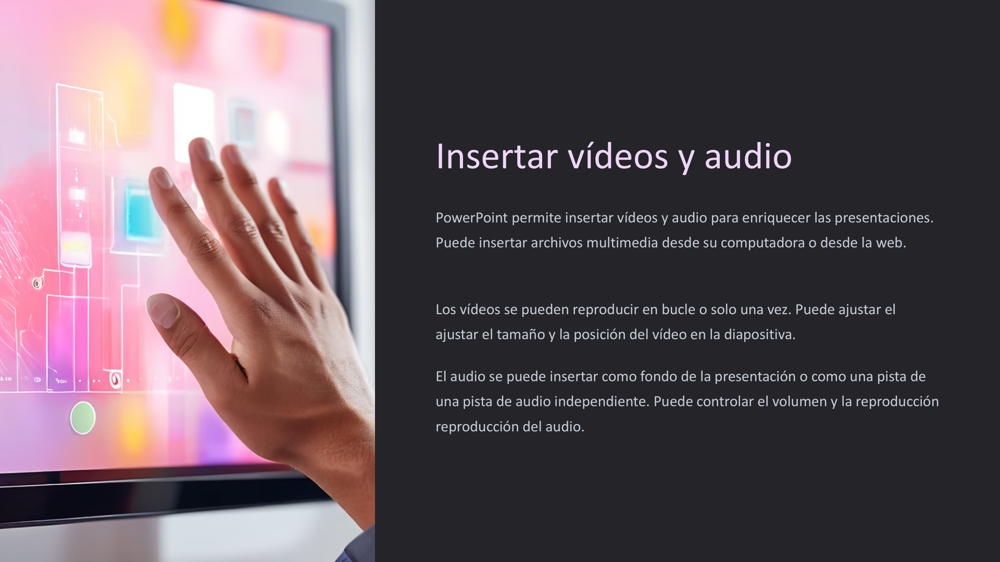 Insertar vídeos y audio
PowerPoint permite insertar vídeos y audio para enriquecer las presentaciones.
Puede insertar archivos multimedia desde su computadora o desde la web.
Los vídeos se pueden reproducir en bucle o solo una vez. Puede ajustar el
ajustar el tamaño y la posición del vídeo en la diapositiva.
El audio se puede insertar como fondo de la presentación o como una pista de
una pista de audio independiente. Puede controlar el volumen y la reproducción
reproducción del audio.